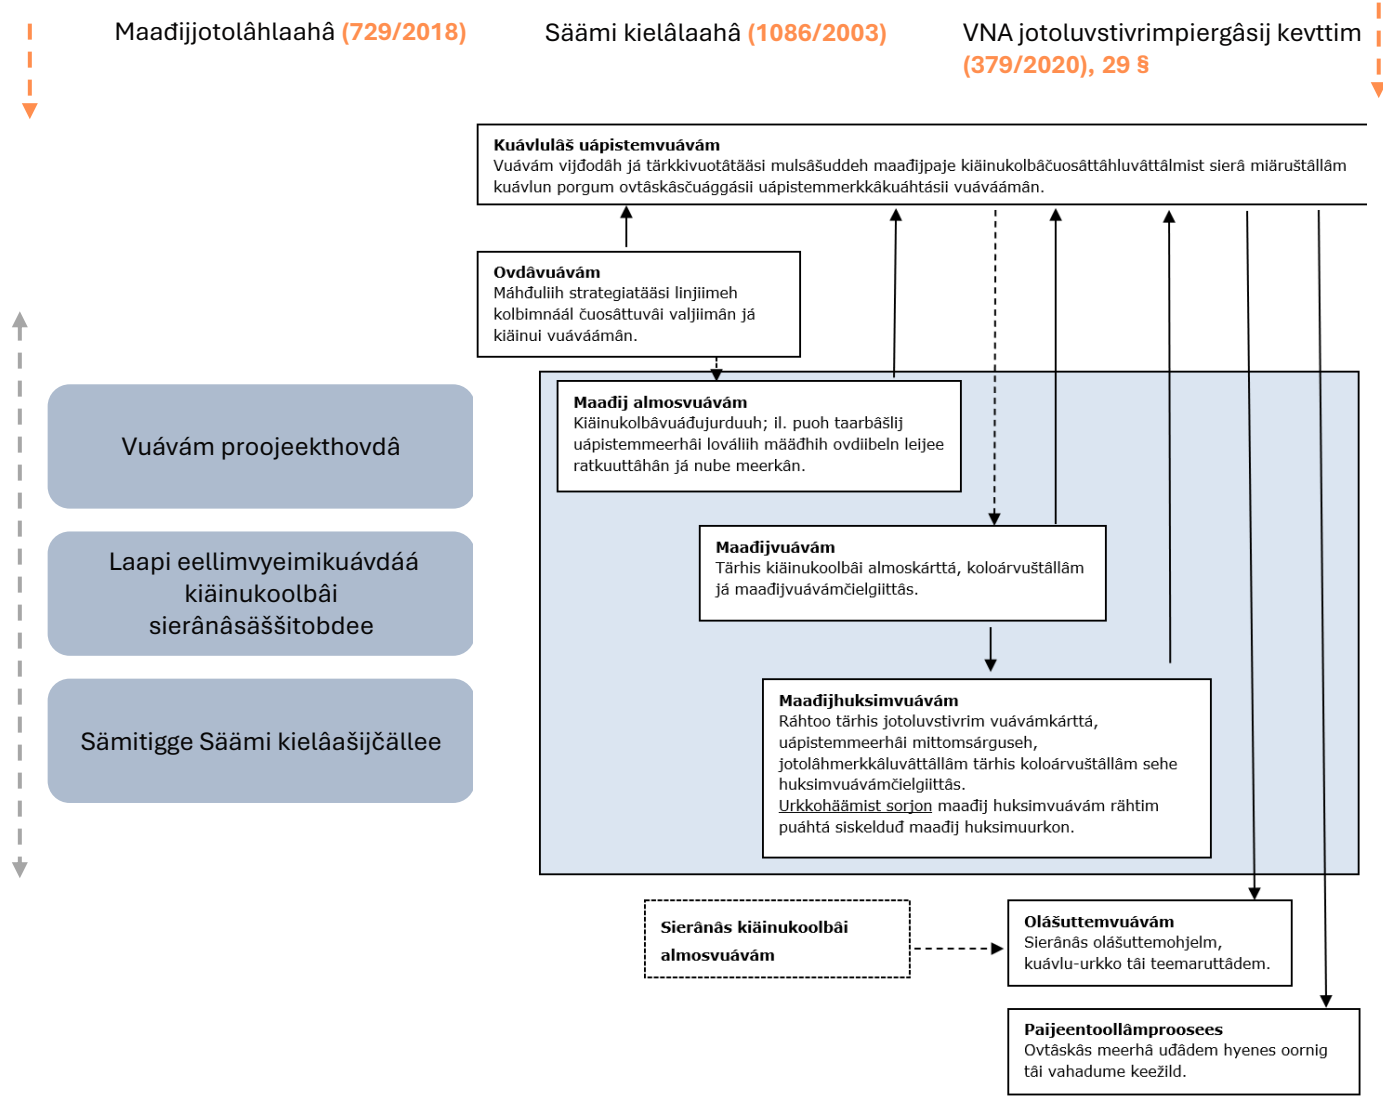 Maađijjotolâhlaahâ (729/2018)
Säämi kielâlaahâ (1086/2003)
VNA jotoluvstivrimpiergâsij kevttim
(379/2020), 29 §
Kuávlulâš uápistemvuávám
Vuávám vijđodâh já tärkkivuotâtääsi mulsâšuddeh maađijpaje kiäinukolbâčuosâttâhluvâttâlmist sierâ miäruštâllâm
kuávlun porgum ovtâskâsčuággásii uápistemmerkkâkuáhtásii vuáváámân.
Ovdâvuávám
Máhđuliih strategiatääsi linjiimeh
kolbimnáál čuosâttuvâi valjiimân já
kiäinui vuáváámân.
Vuávám proojeekthovdâ
Laapi eellimvyeimikuávdáá
kiäinukoolbâi
sierânâsäššitobdee
Sämitigge Säämi kielâašijčällee
Maađij almosvuávám
Kiäinukolbâvuáđujurduuh; il. puoh taarbâšlij
uápistemmeerhâi lováliih määđhih ovdiibeln leijee
ratkuuttâhân já nube meerkân.
Maađijvuávám
Tärhis kiäinukoolbâi almoskárttá, koloárvuštâllâm
já maađijvuávámčielgiittâs.
Maađijhuksimvuávám
Ráhtoo tärhis jotoluvstivrim vuávámkárttá,
uápistemmeerhâi mittomsárguseh,
jotolâhmerkkâluvâttâllâm tärhis koloárvuštâllâm sehe
huksimvuávámčielgiittâs.
Urkkohäämist sorjon maađij huksimvuávám rähtim
puáhtá siskelduđ maađij huksimuurkon.
Sierânâs kiäinukoolbâi
almosvuávám
Olášuttemvuávám
Sierânâs olášuttemohjelm,
kuávlu-urkko tâi teemaruttâdem.
Paijeentoollâmproosees
Ovtâskâs meerhâ uđâdem hyenes oornig
tâi vahadume keežild.